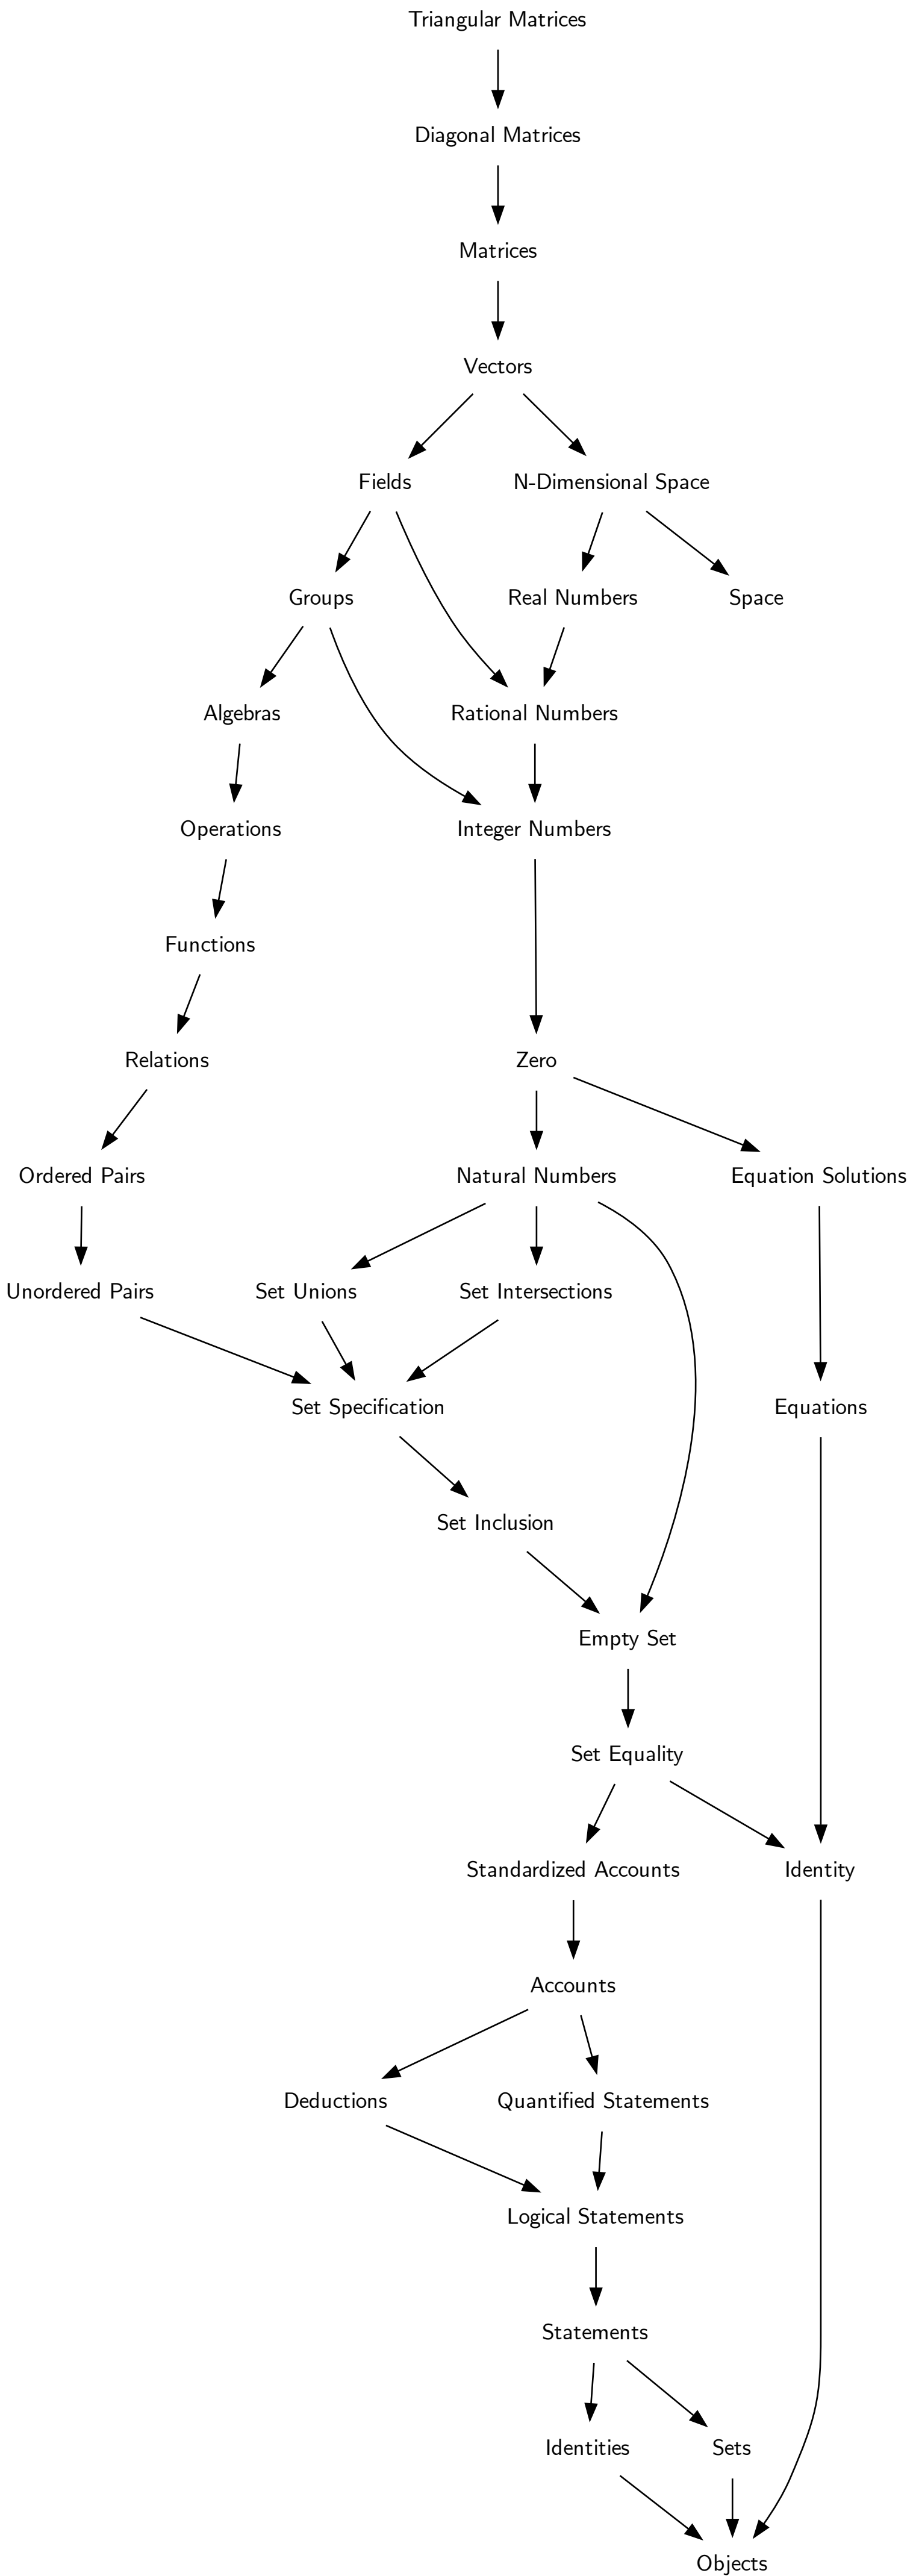 Triangular Matrices
Diagonal Matrices
Matrices
Vectors
Fields
N-Dimensional Space
Groups
Real Numbers
Space
Algebras
Rational Numbers
Operations
Integer Numbers
Functions
Relations
Zero
Ordered Pairs
Natural Numbers
Equation Solutions
Unordered Pairs
Set Unions
Set Intersections
Set Specification
Equations
Set Inclusion
Empty Set
Set Equality
Standardized Accounts
Identity
Accounts
Deductions
Quantified Statements
Logical Statements
Statements
Identities
Sets
Objects